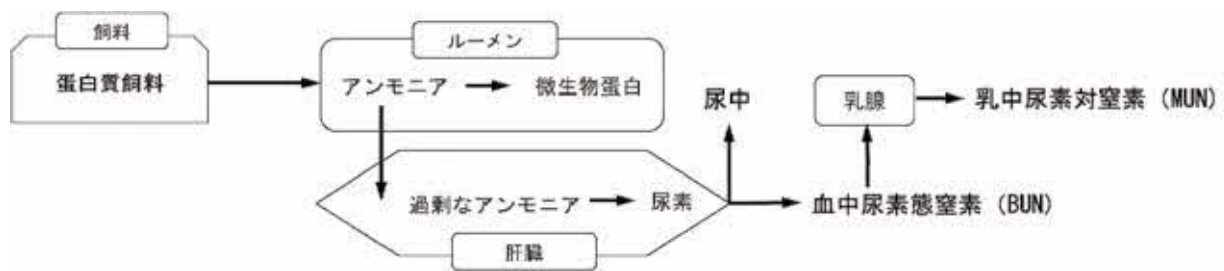 飼料
蛋白質飼料
ルーメン
アンモニア
微生物蛋白
過剰なアンモニア
尿素
肝臓
尿中
乳腺
乳中尿素対窒素 (MUN)
血中尿素態窒素 (BUN)